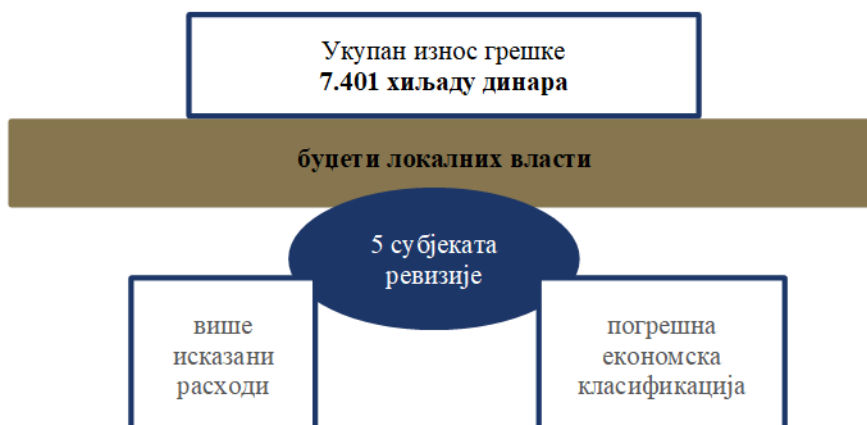 Укупан износ грешке
7.401 хиљаду динара
буџети локалних власти
5 субјеката
ревизије
више
исказани
расходи
погрешна
економска
класификација